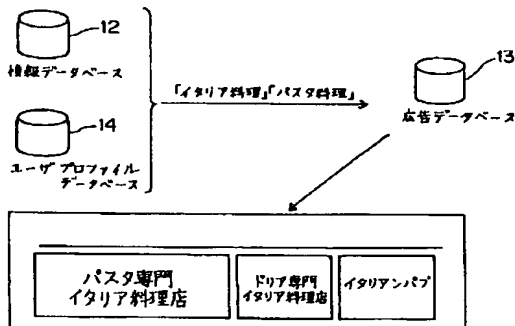 12
情報データベース
14
ユーザプロファイル
データベース
「イタリア料理」「パスタ料理」
13
広告データベース
パスタ専門
イタリア料理店
ドリア専門
イタリア料理店
イタリアンパブ